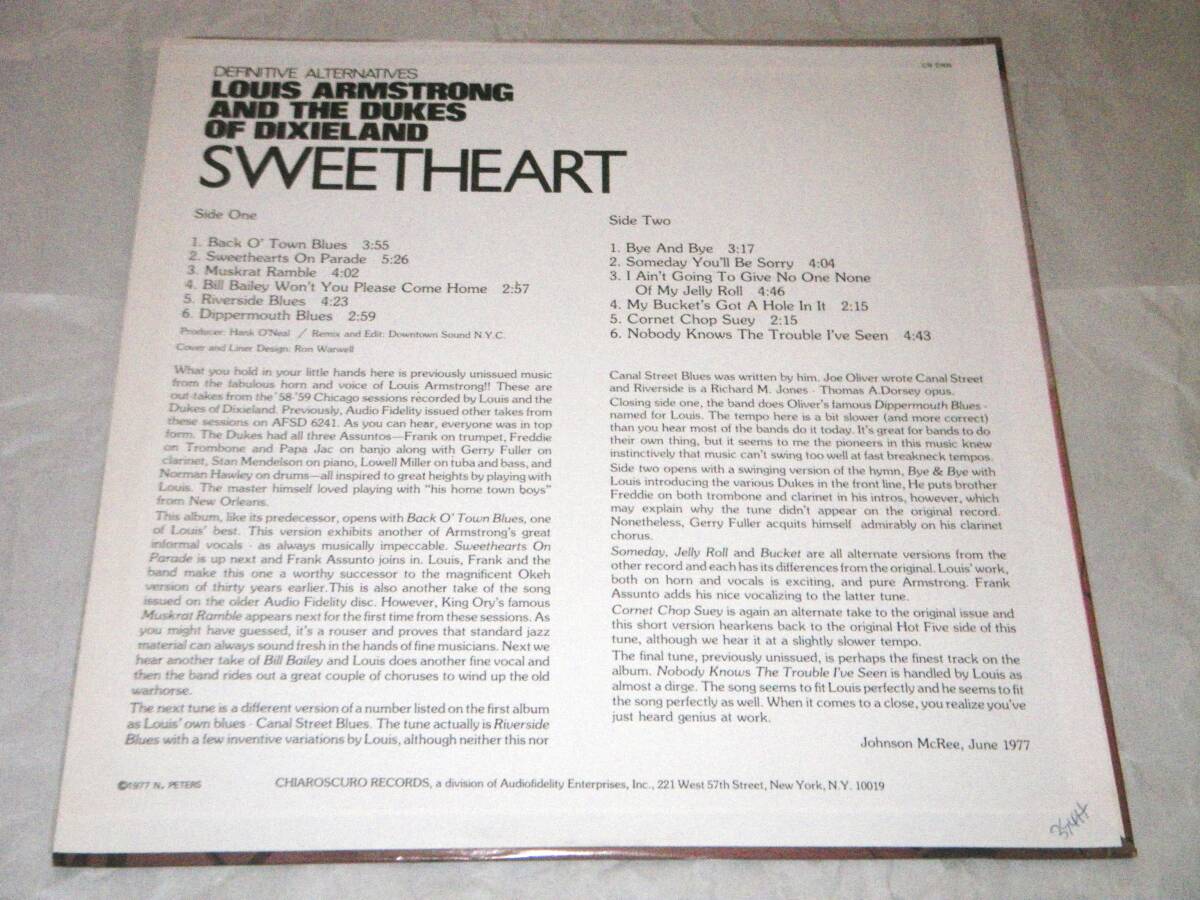 DEFINITIVE ALTERNATIVES
LOUIS ARMSTRONG
AND THE DUKES
OF DIXIELAND
SWEETHEART
Side One
1. Back O' Town Blues 3:55
2. Sweethearts On Parade 5:26
3. Muskrat Ramble 4:02
4. Bill Bailey Won't You Please Come Home 2:57
5. Riverside Blues 4:23
6. Dippermouth Blues 2:59
Producer: Hank O'Neal / Remix and Edit: Downtown Sound N.Y.C.
Cover and Liner Design: Ron Warwell
What you hold in your little hands here is previously unissued music
from the fabulous horn and voice of Louis Armstrong!! These are
out-takes from the '58-'59 Chicago sessions recorded by Louis and the
Dukes of Dixieland. Previously, Audio Fidelity issued other takes from
these sessions on AFSD 6241. As you can hear, everyone was in top
form. The Dukes had all three Assuntos—Frank on trumpet, Freddie
on Trombone and Papa Jac on banjo along with Gerry Fuller on
clarinet, Stan Mendelson on piano, Lowell Miller on tuba and bass, and
Norman Hawley on drums—all inspired to great heights by playing with
Louis. The master himself loved playing with "his home town boys"
from New Orleans.
This album, like its predecessor, opens with Back O' Town Blues, one
of Louis' best. This version exhibits another of Armstrong's great
informal vocals - as always musically impeccable. Sweethearts On
Parade is up next and Frank Assunto joins in. Louis, Frank and the
band make this one a worthy successor to the magnificent Okeh
version of thirty years earlier.This is also another take of the song
issued on the older Audio Fidelity disc. However, King Ory's famous
Muskrat Ramble appears next for the first time from these sessions. As
you might have guessed, it's a rouser and proves that standard jazz
material can always sound fresh in the hands of fine musicians. Next we
hear another take of Bill Bailey and Louis does another fine vocal and
then the band rides out a great couple of choruses to wind up the old
warhorse.
The next tune is a different version of a number listed on the first album
as Louis' own blues - Canal Street Blues. The tune actually is Riverside
Blues with a few inventive variations by Louis, although neither this nor
Side Two
1. Bye And Bye 3:17
2. Someday You'll Be Sorry 4:04
3. I Ain't Going To Give No One None
Of My Jelly Roll 4:46
4. My Bucket's Got A Hole In It 2:15
5. Cornet Chop Suey 2:15
6. Nobody Knows The Trouble I've Seen 4:43
Canal Street Blues was written by him. Joe Oliver wrote Canal Street
and Riverside is a Richard M. Jones - Thomas A.Dorsey opus.
Closing side one, the band does Oliver's famous Dippermouth Blues -
named for Louis. The tempo here is a bit slower (and more correct)
than you hear most of the bands do it today. It's great for bands to do
their own thing, but it seems to me the pioneers in this music knew
instinctively that music can't swing too well at fast breakneck tempos.
Side two opens with a swinging version of the hymn, Bye & Bye with
Louis introducing the various Dukes in the front line, He puts brother
Freddie on both trombone and clarinet in his intros, however, which
may explain why the tune didn't appear on the original record.
Nonetheless, Gerry Fuller acquits himself admirably on his clarinet
chorus.
Someday, Jelly Roll and Bucket are all alternate versions from the
other record and each has its differences from the original. Louis' work,
both on horn and vocals is exciting, and pure Armstrong. Frank
Assunto adds his nice vocalizing to the latter tune.
Cornet Chop Suey is again an alternate take to the original issue and
this short version hearkens back to the original Hot Five side of this
tune, although we hear it at a slightly slower tempo.
The final tune, previously unissued, is perhaps the finest track on the
album. Nobody Knows The Trouble I've Seen is handled by Louis as
almost a dirge. The song seems to fit Louis perfectly and he seems to fit
the song perfectly as well. When it comes to a close, you realize you've
just heard genius at work.
Johnson McRee, June 1977
©1977 N. PETERS
CHIAROSCURO RECORDS, a division of Audiofidelity Enterprises, Inc., 221 West 57th Street, New York, N.Y. 10019